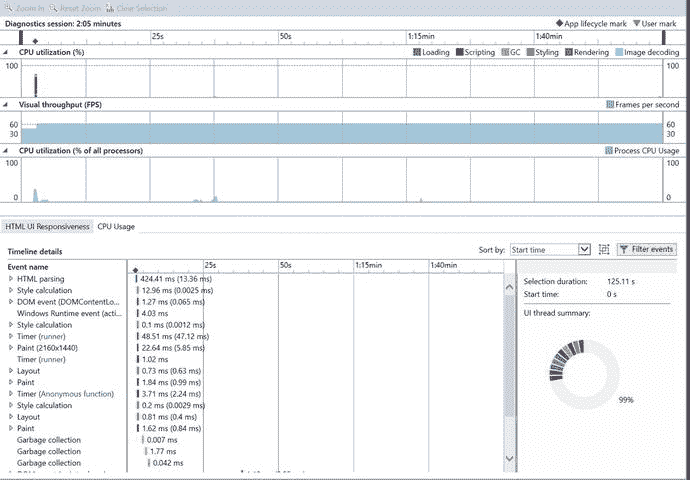 Zoom In Reset Zoom Clear Selection
Diagnostics session: 2:05 minutes App lifecycle mark User mark
25s 50s 1:15min 1:40min
CPU utilization (%) Loading Scripting GC Styling Rendering Image decoding
100 100
Visual throughput (FPS) Frames per second
60 60
30 30
CPU utilization (% of all processors) Process CPU Usage
100 100
0 0
HTML UI Responsiveness CPU Usage
Timeline details Sort by: Start time Filter events
Event name 25s 50s 1:15min 1:40min
HTML parsing 424.41 ms (13.36 ms)
Style calculation 12.96 ms (0.0025 ms)
DOM event (DOMContentLo... 1.27 ms (0.065 ms)
Windows Runtime event (acti... 4.03 ms
Style calculation 0.1 ms (0.0012 ms)
Timer (runner) 48.51 ms (47.12 ms)
Paint (2160x1440) 22.64 ms (5.85 ms)
Timer (runner) 1.02 ms
Layout 0.73 ms (0.63 ms)
Paint 1.84 ms (0.99 ms)
Timer (Anonymous function) 3.71 ms (2.24 ms)
Style calculation 0.2 ms (0.0029 ms)
Layout 0.81 ms (0.4 ms)
Paint 1.62 ms (0.84 ms)
Garbage collection 0.007 ms
Garbage collection 1.77 ms
Garbage collection 0.042 ms
Selection duration: 125.11 s
Start time: 0 s
UI thread summary:
99%